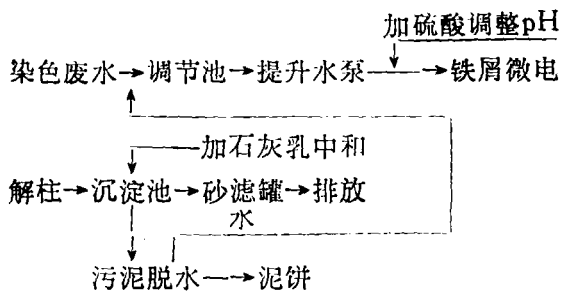 加硫酸调整pH
染色废水→调节池→提升水泵→铁屑微电
加石灰乳中和
解柱→沉淀池→砂滤罐→排放
水
污泥脱水→泥饼